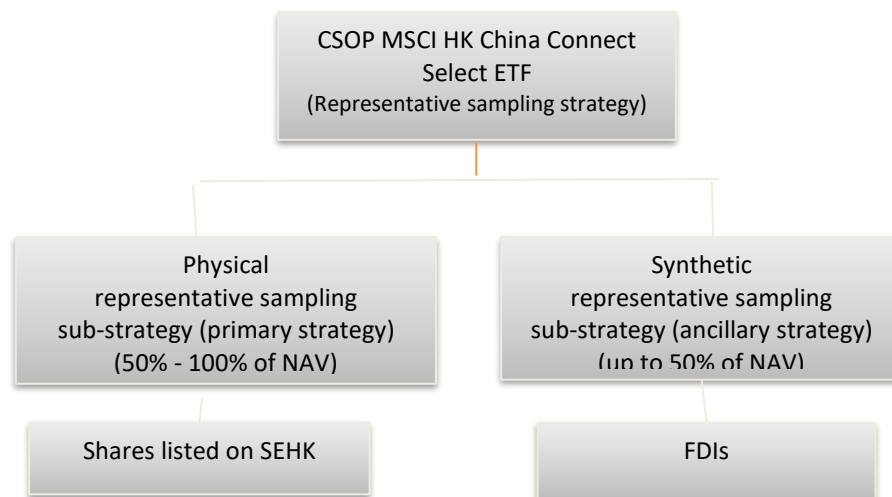 CSOP MSCI HK China Connect
Select ETF
(Representative sampling strategy)
Physical
representative sampling
sub-strategy (primary strategy)
(50% - 100% of NAV)
Synthetic
representative sampling
sub-strategy (ancillary strategy)
(up to 50% of NAV)
Shares listed on SEHK
FDIs